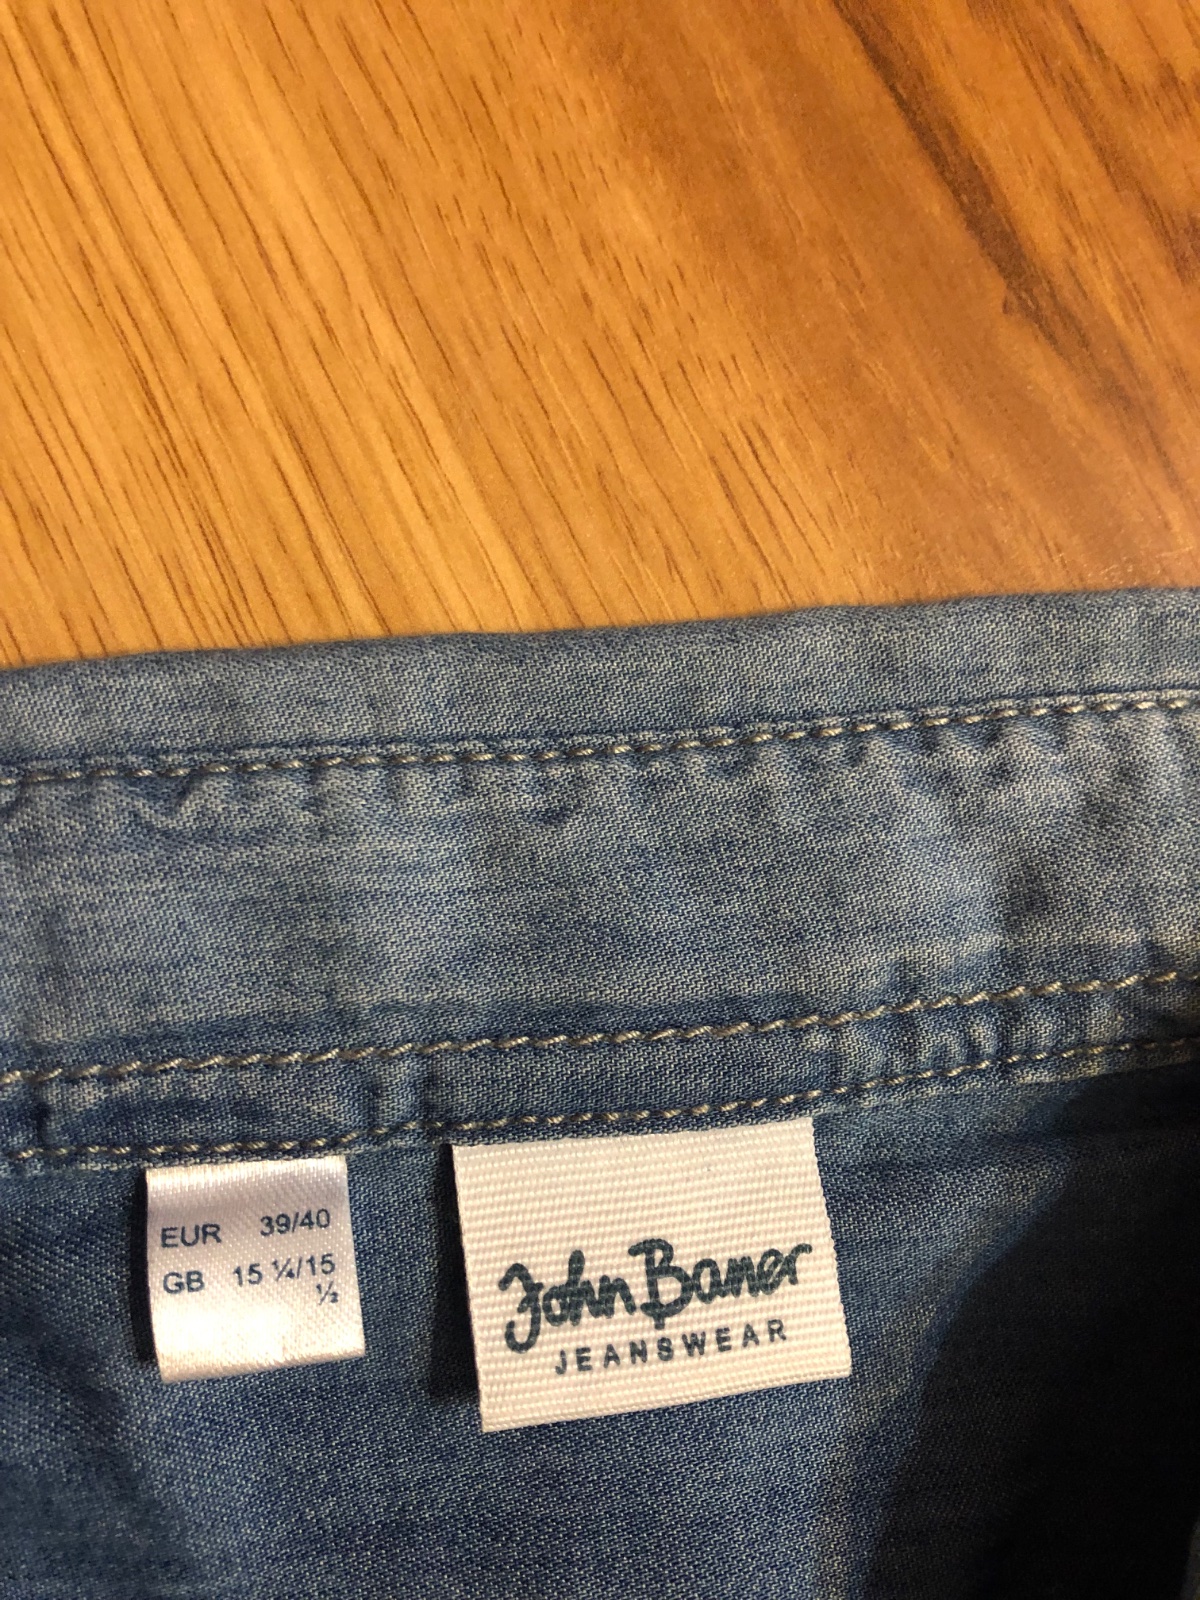 EUR 39/40
GB 15 ¼/15
½
John Baner
JEANSWEAR